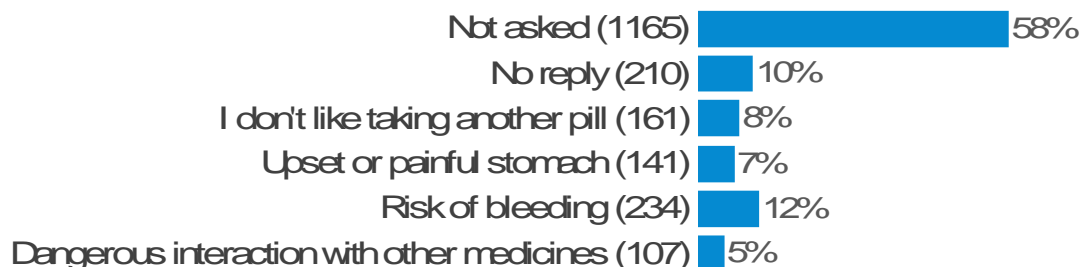 Not asked (1165) 58%
No reply (210) 10%
I don't like taking another pill (161) 8%
Upset or painful stomach (141) 7%
Risk of bleeding (234) 12%
Dangerous interaction with other medicines (107) 5%